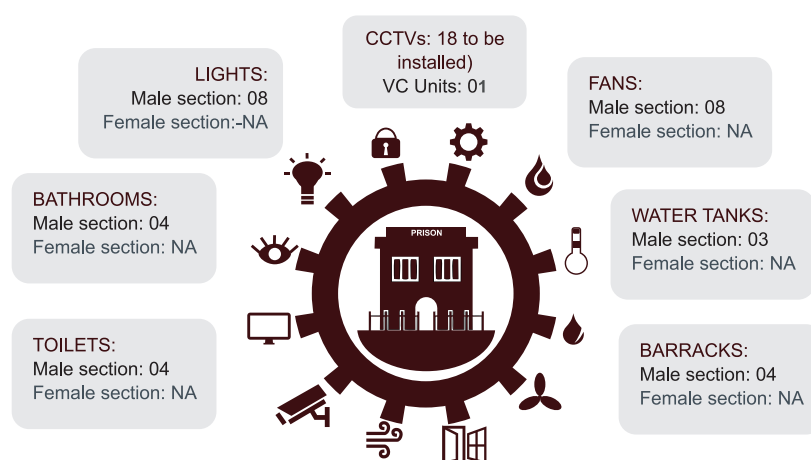 CCTVs: 18 to be
installed)
VC Units: 01
LIGHTS:
Male section: 08
Female section:-NA
FANS:
Male section: 08
Female section: NA
BATHROOMS:
Male section: 04
Female section: NA
WATER TANKS:
Male section: 03
Female section: NA
PRISON
TOILETS:
Male section: 04
Female section: NA
BARRACKS:
Male section: 04
Female section: NA